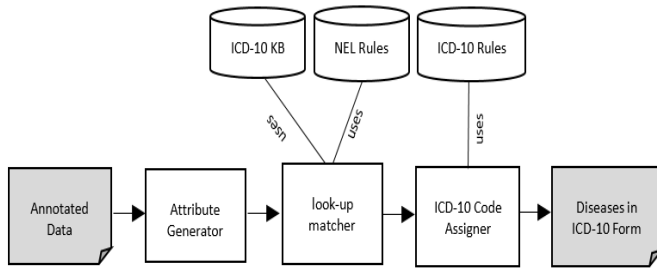 ICD-10 KB
NEL Rules
ICD-10 Rules
uses
uses
uses
Annotated
Data
Attribute
Generator
look-up
matcher
ICD-10 Code
Assigner
Diseases in
ICD-10 Form